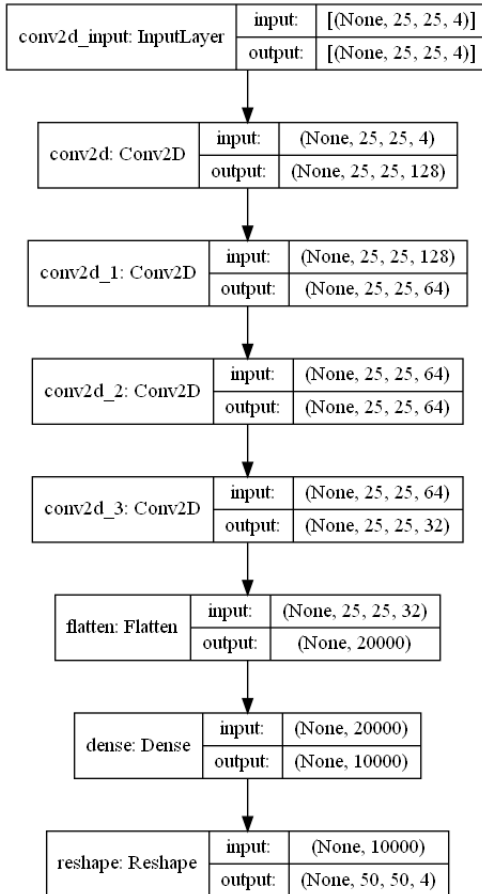 conv2d_input: InputLayer
input: [(None, 25, 25, 4)]
output: [(None, 25, 25, 4)]
conv2d: Conv2D
input: (None, 25, 25, 4)
output: (None, 25, 25, 128)
conv2d_1: Conv2D
input: (None, 25, 25, 128)
output: (None, 25, 25, 64)
conv2d_2: Conv2D
input: (None, 25, 25, 64)
output: (None, 25, 25, 64)
conv2d_3: Conv2D
input: (None, 25, 25, 64)
output: (None, 25, 25, 32)
flatten: Flatten
input: (None, 25, 25, 32)
output: (None, 20000)
dense: Dense
input: (None, 20000)
output: (None, 10000)
reshape: Reshape
input: (None, 10000)
output: (None, 50, 50, 4)